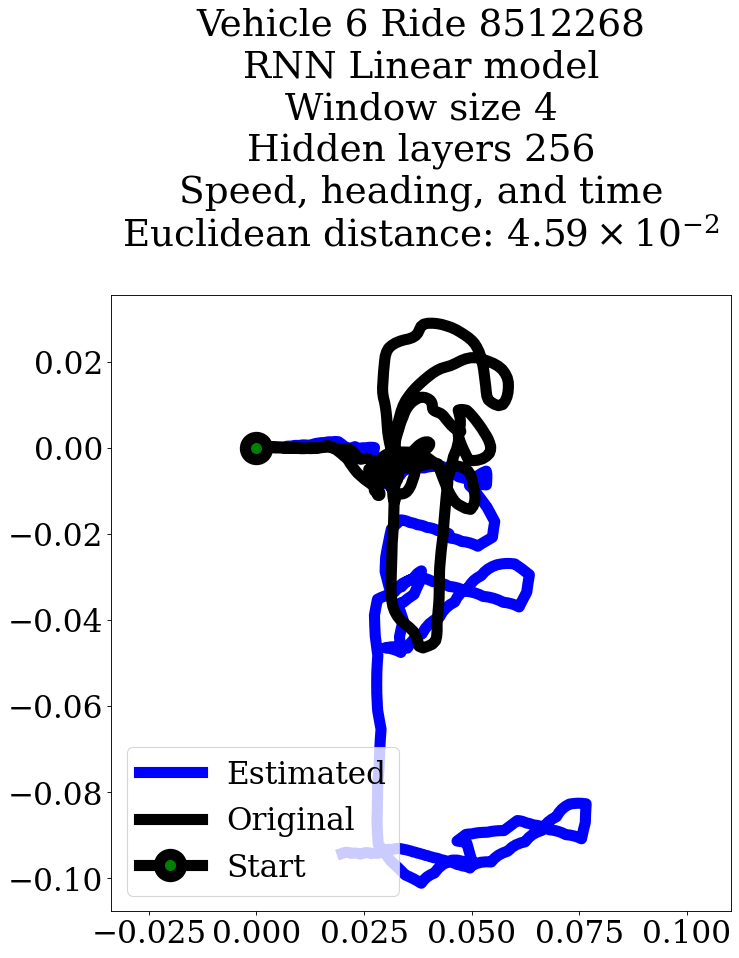 Vehicle 6 Ride 8512268
RNN Linear model
Window size 4
Hidden layers 256
Speed, heading, and time
Euclidean distance: 4.59 × 10⁻²
0.02
0.00
−0.02
−0.04
−0.06
−0.08
−0.10
Estimated
Original
Start
−0.025 0.000 0.025 0.050 0.075 0.100